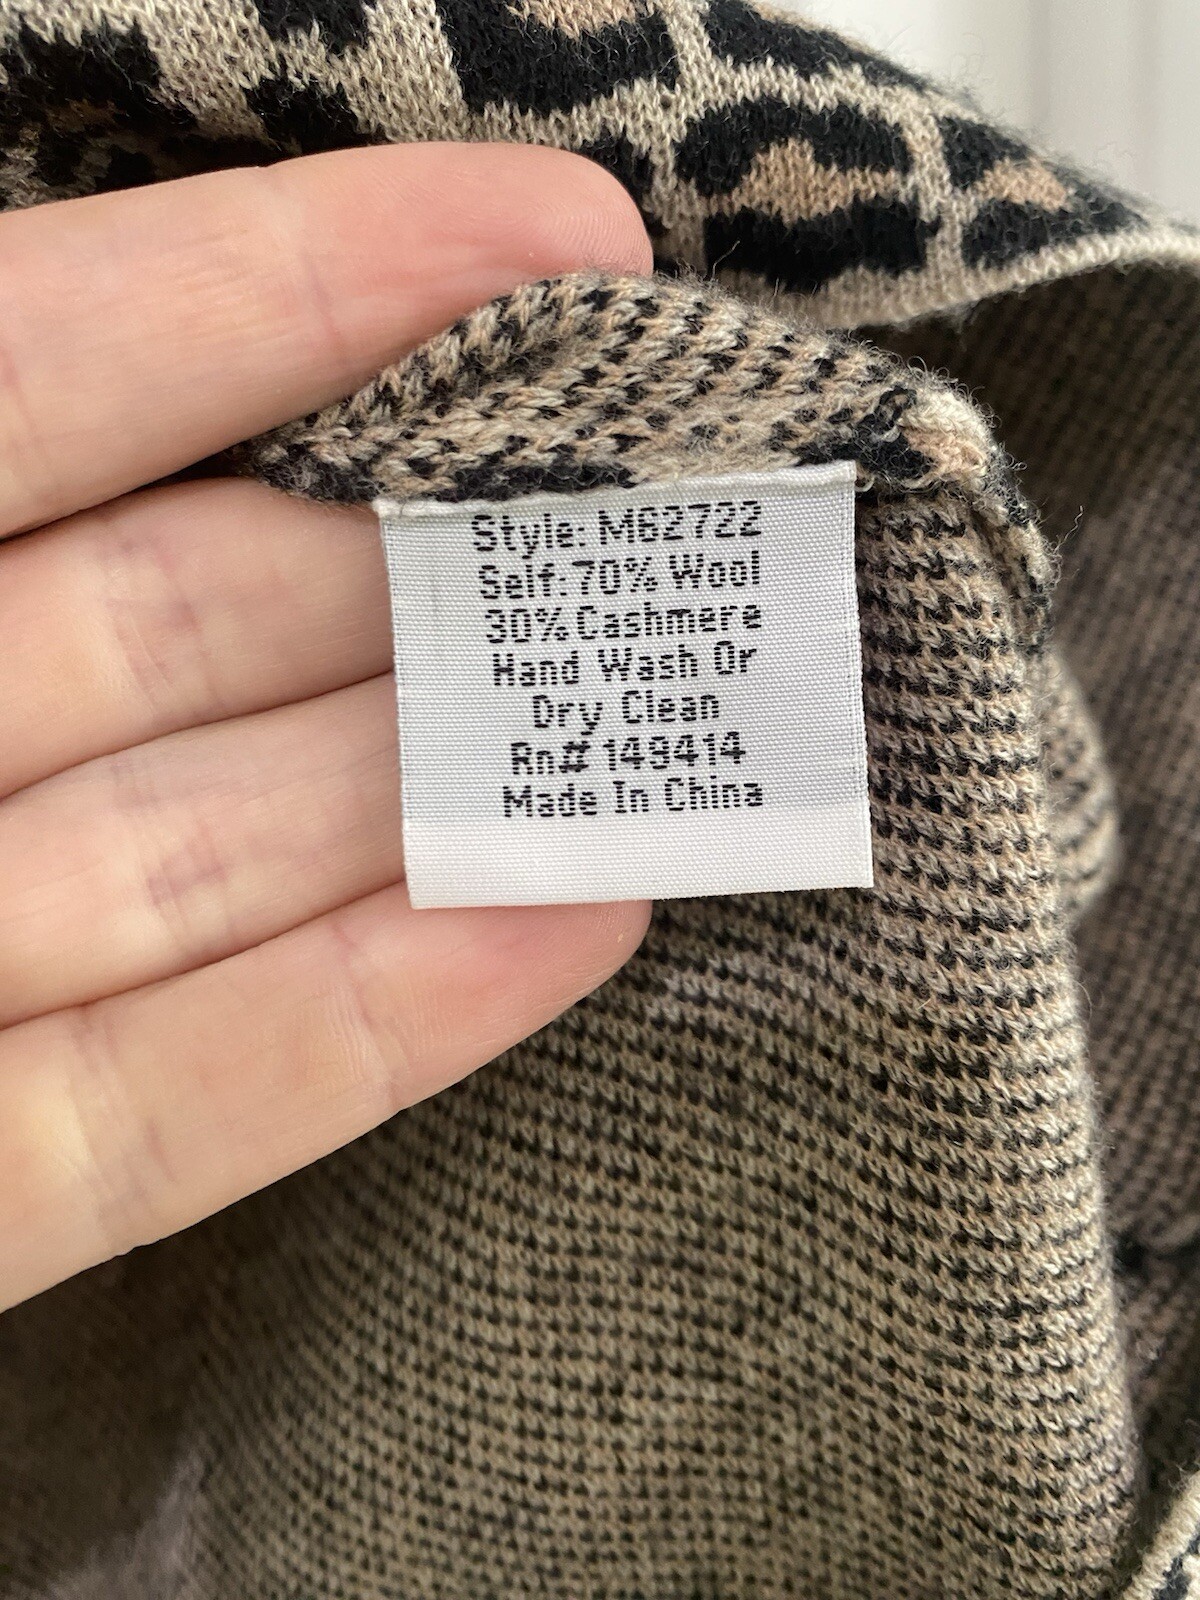 Style: M62722
Self: 70% Wool
30% Cashmere
Hand Wash Or
Dry Clean
Rn# 149414
Made In China